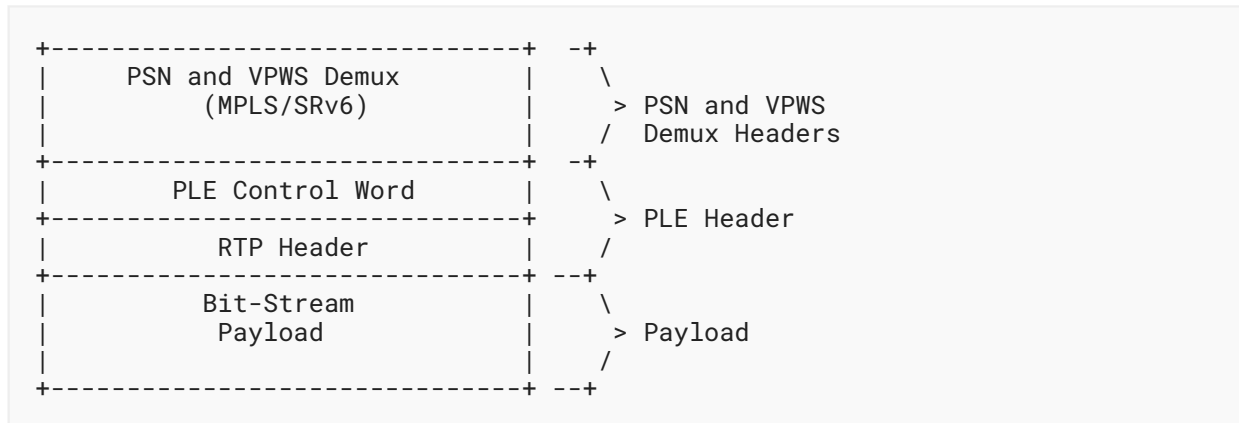 +--------------------------------+  -+
|      PSN and VPWS Demux        |    \
|           (MPLS/SRv6)          |     > PSN and VPWS
|                                |    /  Demux Headers
+--------------------------------+  -+
|         PLE Control Word       |    \
+--------------------------------+     > PLE Header
|            RTP Header          |    /
+--------------------------------+ --+
|           Bit-Stream           |    \
|            Payload             |     > Payload
|                                |    /
+--------------------------------+ --+